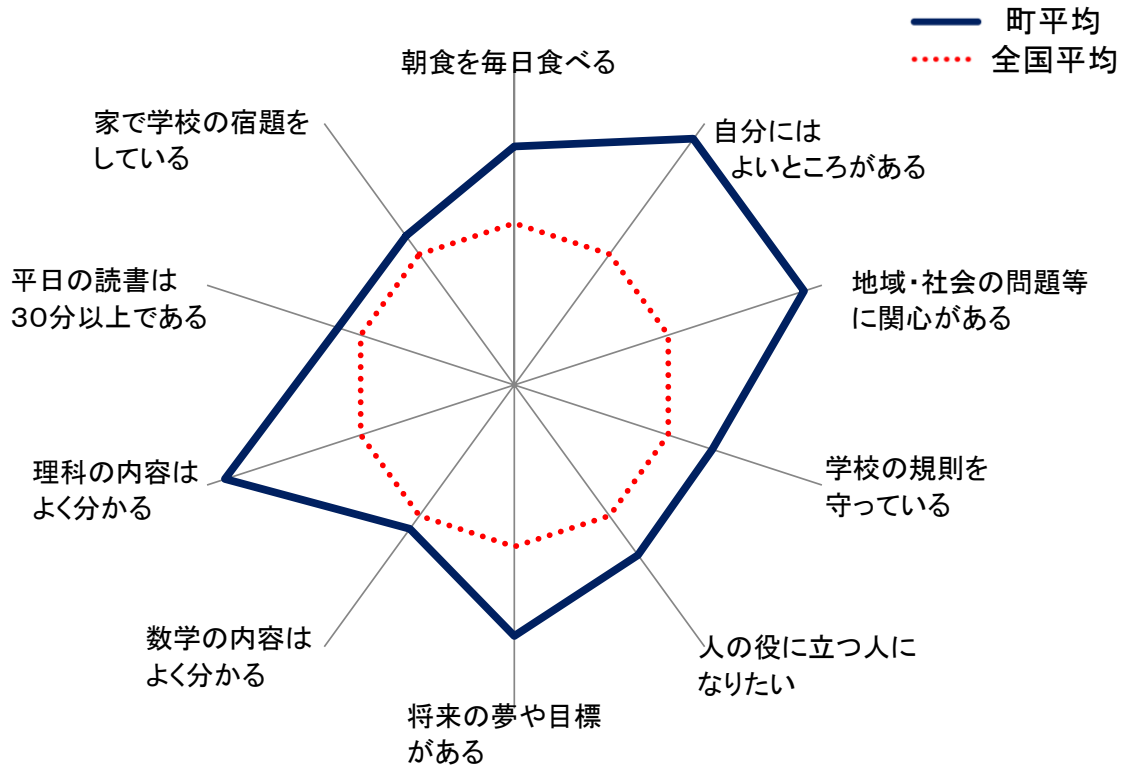 町平均
全国平均
朝食を毎日食べる
自分には
よいところがある
地域・社会の問題等
に関心がある
学校の規則を
守っている
人の役に立つ人に
なりたい
将来の夢や目標
がある
数学の内容は
よく分かる
理科の内容は
よく分かる
平日の読書は
30分以上である
家で学校の宿題を
している